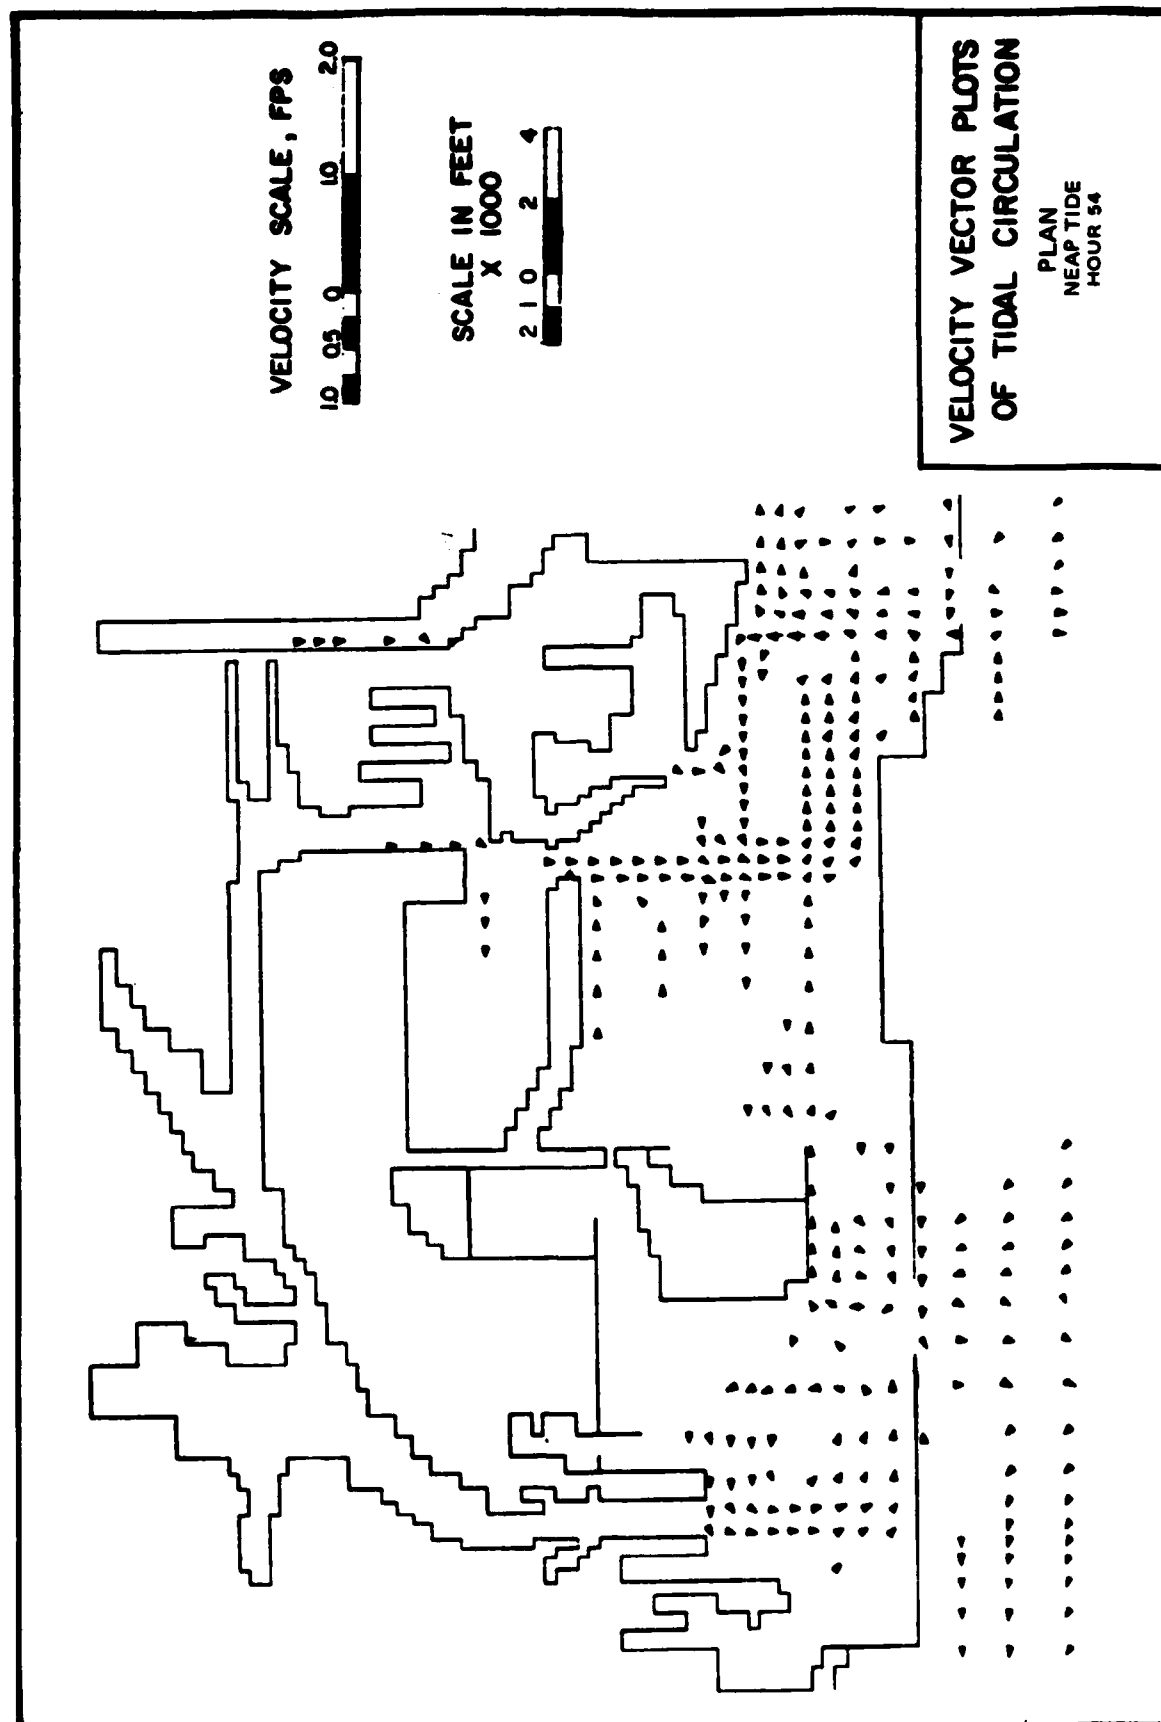 VELOCITY SCALE, FPS
1.0 0.5 0 1.0 2.0
SCALE IN FEET
X 1000
2 1 0 2 4
VELOCITY VECTOR PLOTS
OF TIDAL CIRCULATION
PLAN
NEAP TIDE
HOUR 54